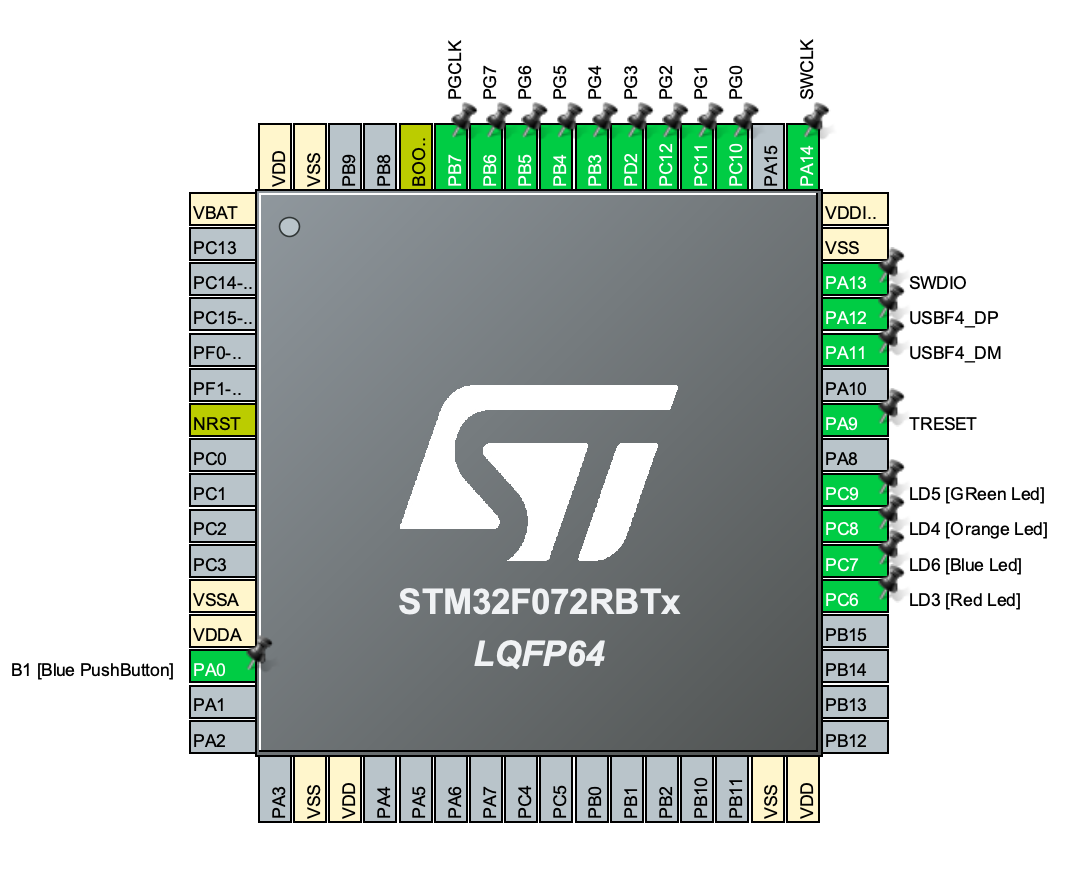 PGCLK
PG7
PG6
PG5
PG4
PG3
PG2
PG1
PG0
SWCLK
VDD
VSS
PB9
PB8
BOO..
PB7
PB6
PB5
PB4
PB3
PD2
PC12
PC11
PC10
PA15
PA14
VBAT
PC13
PC14-..
PC15-..
PF0-..
PF1-..
NRST
PC0
PC1
PC2
PC3
VSSA
VDDA
B1 [Blue PushButton] PA0
PA1
PA2
VDDI..
VSS
PA13 SWDIO
PA12 USBF4_DP
PA11 USBF4_DM
PA10
PA9 TRESET
PA8
PC9 LD5 [GReen Led]
PC8 LD4 [Orange Led]
PC7 LD6 [Blue Led]
PC6 LD3 [Red Led]
PB15
PB14
PB13
PB12
ST
STM32F072RBTx
LQFP64
PA3
VSS
VDD
PA4
PA5
PA6
PA7
PC4
PC5
PB0
PB1
PB2
PB10
PB11
VSS
VDD